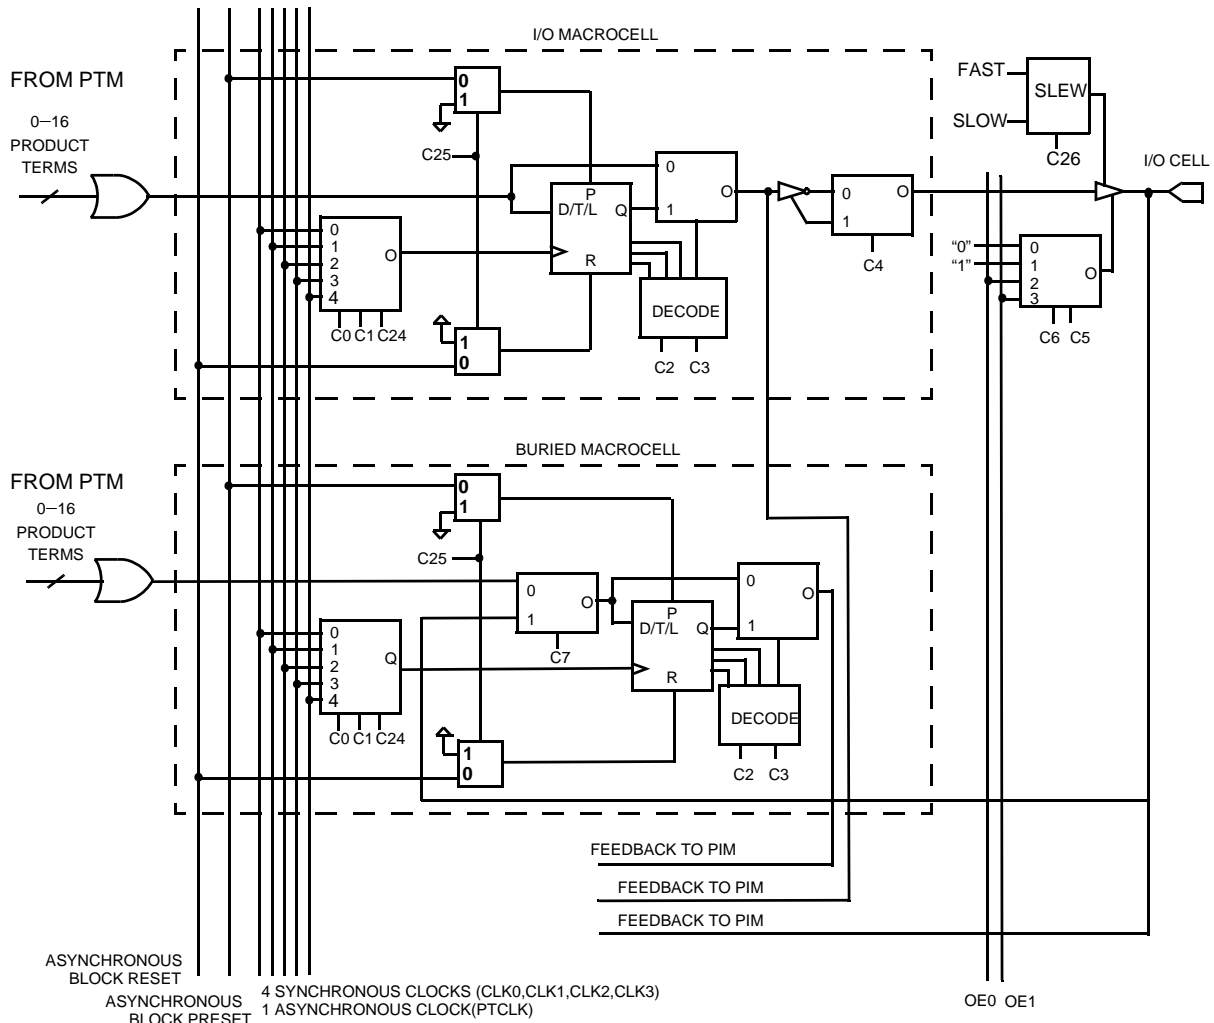 I/O MACROCELL
FROM PTM
0−16
PRODUCT
TERMS
0
1
C25
FAST
SLOW
SLEW
C26
I/O CELL
0
1
2
3
4
O
C0 C1 C24
P
D/T/L Q
R
1
0
0
1
O
DECODE
C2 C3
0
1
O
C4
“0”
“1”
0
1
2
3
O
C6 C5
BURIED MACROCELL
FROM PTM
0−16
PRODUCT
TERMS
0
1
C25
0
1
O
C7
0
1
2
3
4
Q
C0 C1 C24
P
D/T/L Q
R
1
0
0
1
O
DECODE
C2 C3
FEEDBACK TO PIM
FEEDBACK TO PIM
FEEDBACK TO PIM
ASYNCHRONOUS
BLOCK RESET
ASYNCHRONOUS
BLOCK PRESET
4 SYNCHRONOUS CLOCKS (CLK0,CLK1,CLK2,CLK3)
1 ASYNCHRONOUS CLOCK(PTCLK)
OE0 OE1